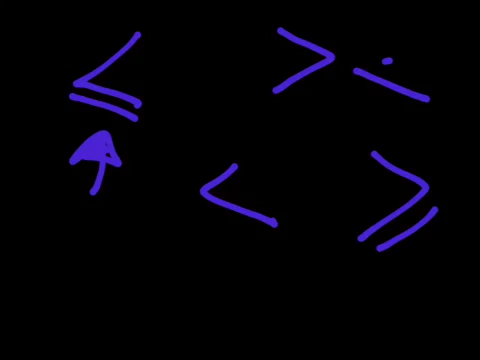 ≤ >
< ≥